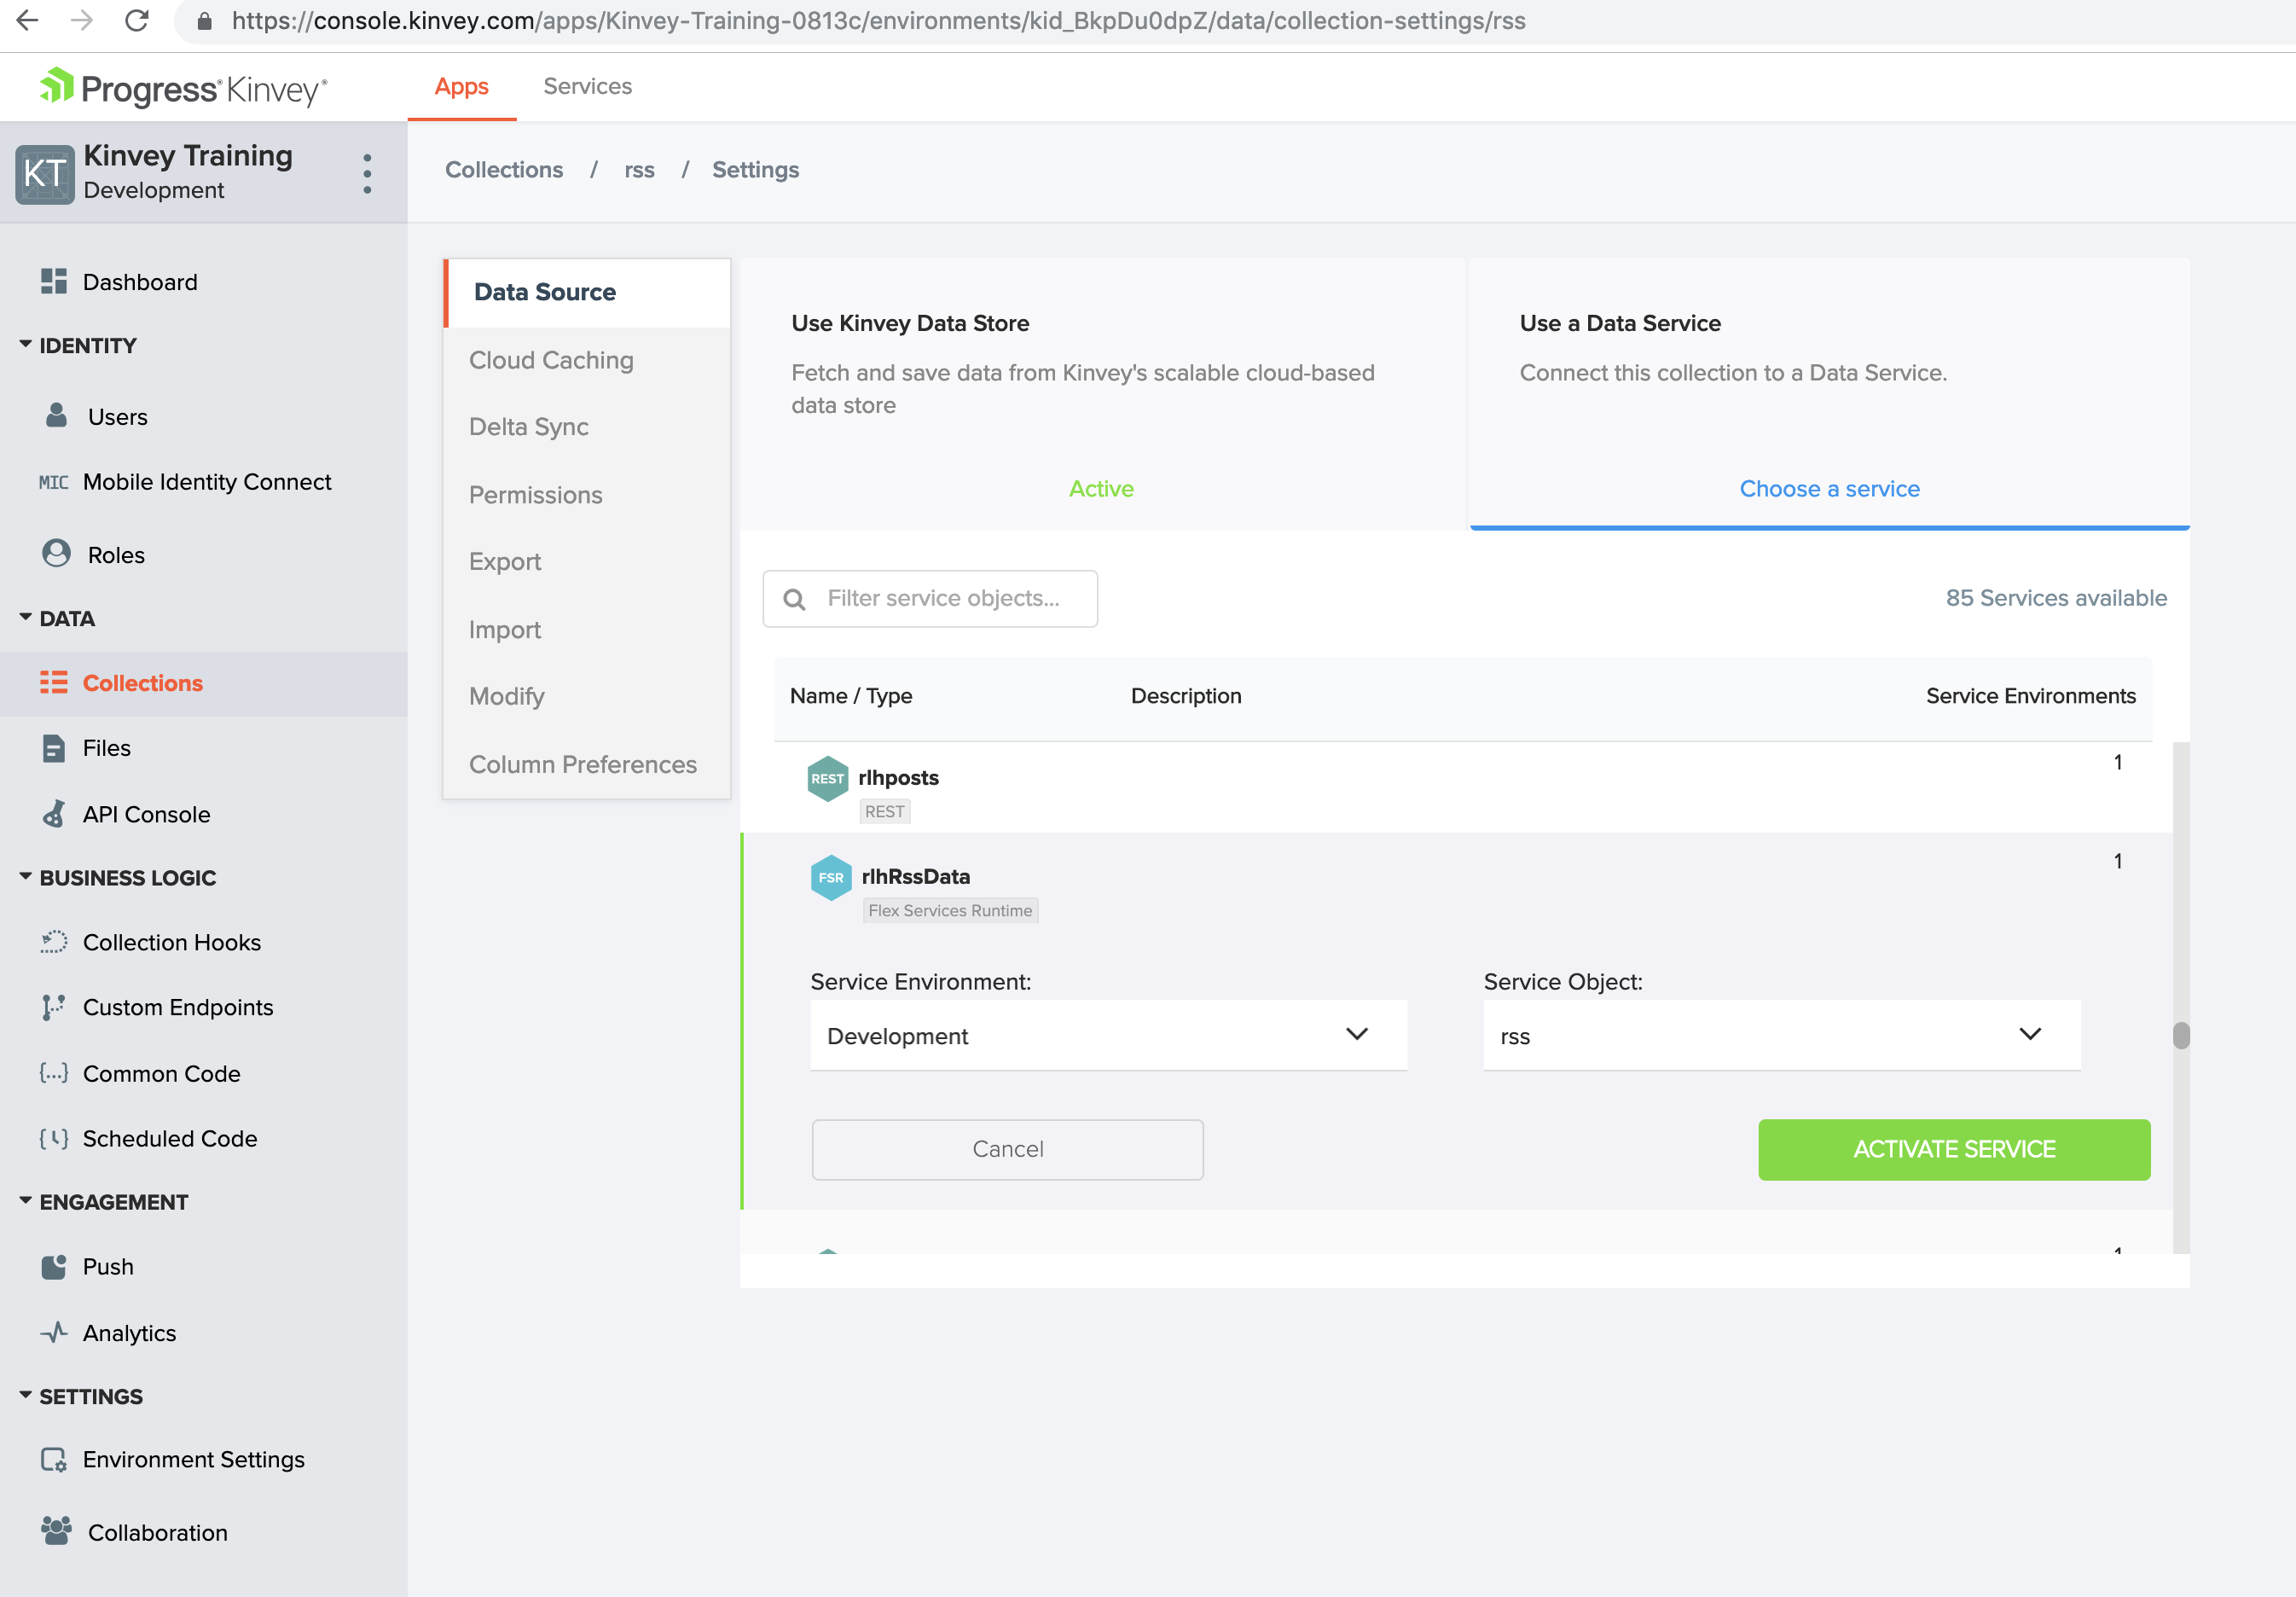 https://console.kinvey.com/apps/Kinvey-Training-0813c/environments/kid_BkpDu0dpZ/data/collection-settings/rss
Progress® Kinvey®
Apps
Services
KT
Kinvey Training
Development
Collections / rss / Settings
Dashboard
IDENTITY
Users
MIC Mobile Identity Connect
Roles
DATA
Collections
Files
API Console
BUSINESS LOGIC
Collection Hooks
Custom Endpoints
{...} Common Code
Scheduled Code
ENGAGEMENT
Push
Analytics
SETTINGS
Environment Settings
Collaboration
Data Source
Cloud Caching
Delta Sync
Permissions
Export
Import
Modify
Column Preferences
Use Kinvey Data Store
Fetch and save data from Kinvey's scalable cloud-based
data store
Active
Use a Data Service
Connect this collection to a Data Service.
Choose a service
Filter service objects...
85 Services available
Name / Type
Description
Service Environments
REST rlhposts
1
REST
FSR rlhRssData
1
Flex Services Runtime
Service Environment:
Service Object:
Development
rss
Cancel
ACTIVATE SERVICE